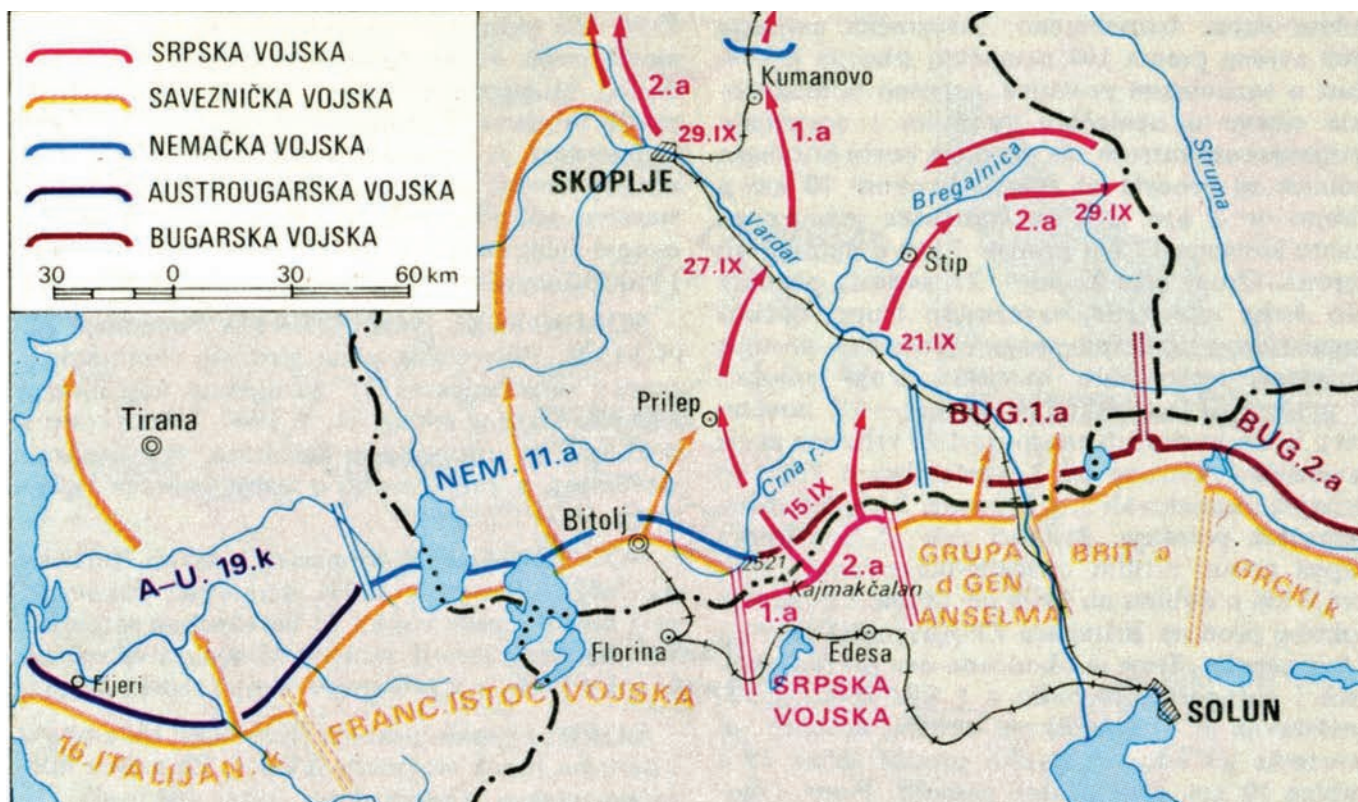 SRPSKA VOJSKA
SAVEZNIČKA VOJSKA
NEMAČKA VOJSKA
AUSTROUGARSKA VOJSKA
BUGARSKA VOJSKA
30 0 30 60 km
2.a
Kumanovo
29.IX
1.a
SKOPLJE
Bregalnica
Struma
2.a
29.IX
Vardar
27.IX
Štip
21.IX
Prilep
Tirana
BUG.1.a
BUG.2.a
NEM. 11.a
Crna r.
15.IX
Bitolj
A-U. 19.k
2521
Kajmakčalan
2.a
1.a
GRUPA
d GEN
ANSELMA
BRIT a
GRČKI
Fijeri
Florina
Edesa
FRANC.ISTOČ VOJSKA
SRPSKA
VOJSKA
SOLUN
16.ITALIJAN k